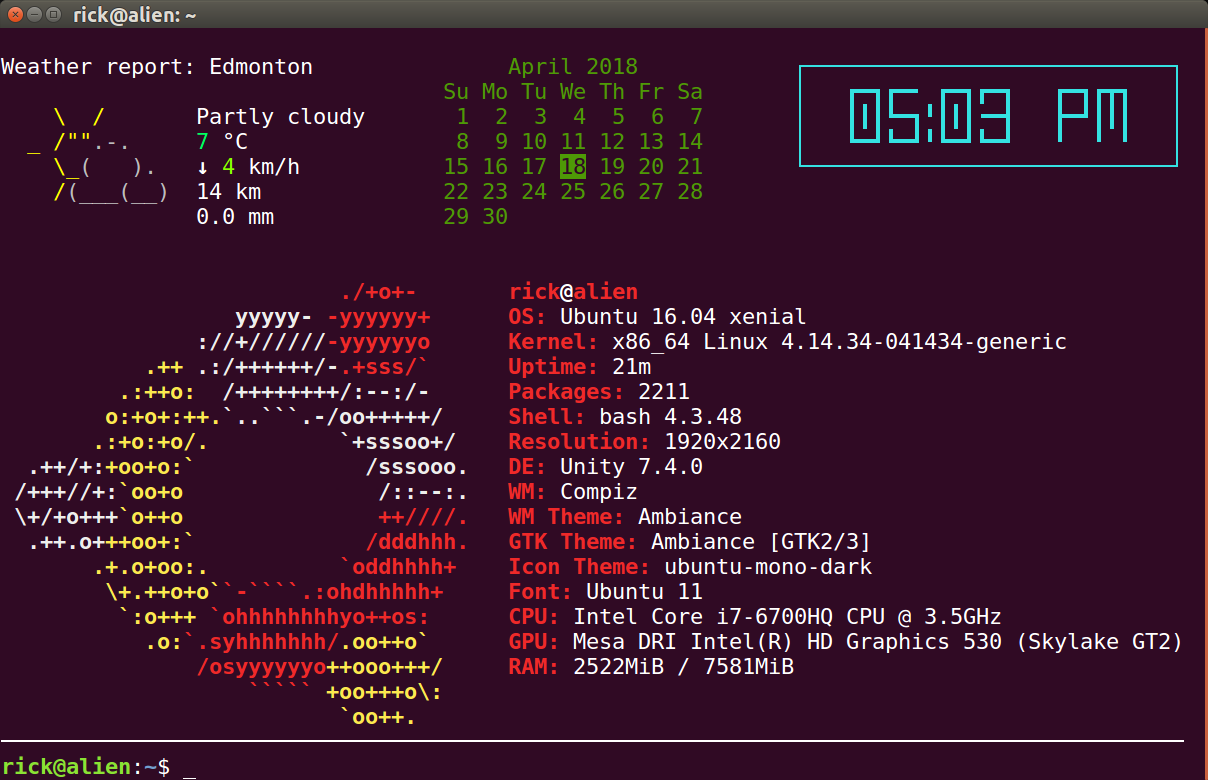 rick@alien: ~
Weather report: Edmonton
Partly cloudy
7 °C
↓ 4 km/h
14 km
0.0 mm
April 2018
Su Mo Tu We Th Fr Sa
1 2 3 4 5 6 7
8 9 10 11 12 13 14
15 16 17 18 19 20 21
22 23 24 25 26 27 28
29 30
05:03 PM
./+o+-
yyyyy- -yyyyyy+
://+//////-yyyyyyo
.++ .:/++++++/-.+sss/`
.:++o:  /++++++++/:--:/-
o:+o+:++.`..```.-/oo+++++/
.:+o:+o/.          `+sssoo+/
.++/+:+oo+o:`             /sssooo.
/+++//+:`oo+o               /::--:.
\+/+o+++`o++o               ++////.
.++.o+++oo+:`             /dddhhh.
.+.o+oo:.          `oddhhhh+
\+.++o+o``-````.:ohdhhhhh+
`:o+++ `ohhhhhhhhyo++os:
.o:`.syhhhhhhh/.oo++o`
/osyyyyyyo++ooo+++/
````` +oo+++o\:
`oo++.
rick@alien
OS: Ubuntu 16.04 xenial
Kernel: x86_64 Linux 4.14.34-041434-generic
Uptime: 21m
Packages: 2211
Shell: bash 4.3.48
Resolution: 1920x2160
DE: Unity 7.4.0
WM: Compiz
WM Theme: Ambiance
GTK Theme: Ambiance [GTK2/3]
Icon Theme: ubuntu-mono-dark
Font: Ubuntu 11
CPU: Intel Core i7-6700HQ CPU @ 3.5GHz
GPU: Mesa DRI Intel(R) HD Graphics 530 (Skylake GT2)
RAM: 2522MiB / 7581MiB
rick@alien:~$ _